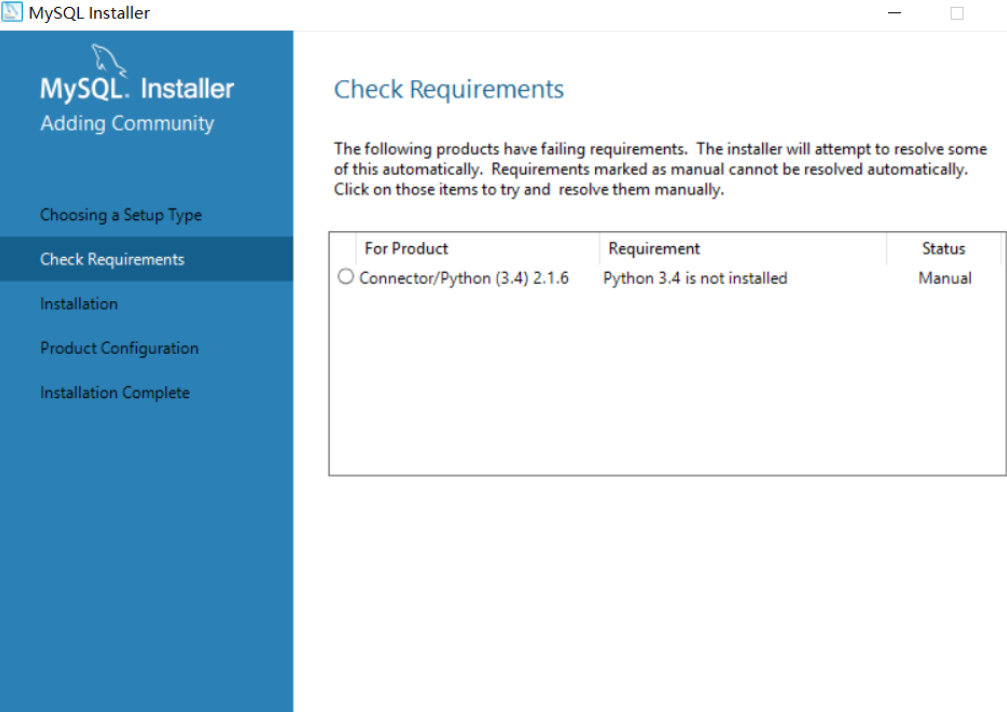 MySQL Installer
MySQL. Installer
Adding Community
Choosing a Setup Type
Check Requirements
Installation
Product Configuration
Installation Complete
Check Requirements
The following products have failing requirements. The installer will attempt to resolve some
of this automatically. Requirements marked as manual cannot be resolved automatically.
Click on those items to try and resolve them manually.
For Product Requirement Status
Connector/Python (3.4) 2.1.6 Python 3.4 is not installed Manual